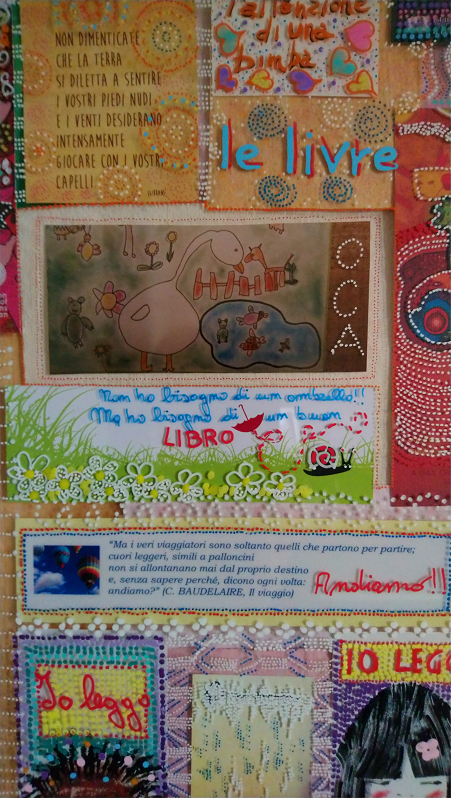 NON DIMENTICATE
CHE LA TERRA
SI DILETTA A SENTIRE
I VOSTRI PIEDI NUDI
E I VENTI DESIDERANO
INTENSAMENTE
GIOCARE CON I VOSTRI
CAPELLI
(GIBRAN)
l'attenzione
di una
bimba
le livre
OCA
Non ho bisogno di un ombrello!!
Ma ho bisogno di un buon
LIBRO
"Ma i veri viaggiatori sono soltanto quelli che partono per partire;
cuori leggeri, simili a palloncini
non si allontanano mai dal proprio destino
e, senza sapere perché, dicono ogni volta:
andiamo?" (C. BAUDELAIRE, Il viaggio)
Andiamo!!
Io leggo
IO LEGG